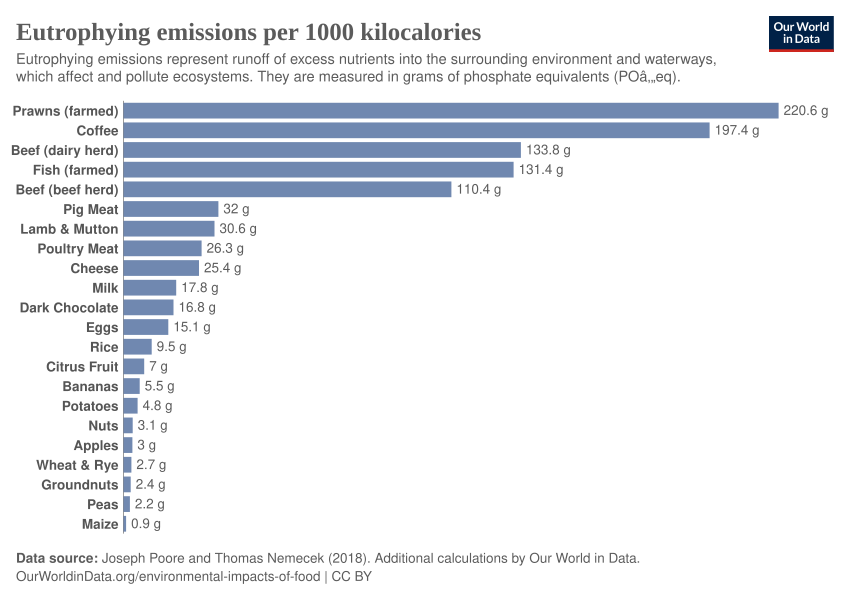 Eutrophying emissions per 1000 kilocalories
Our World
in Data
Eutrophying emissions represent runoff of excess nutrients into the surrounding environment and waterways,
which affect and pollute ecosystems. They are measured in grams of phosphate equivalents (POâ,,eq).
Prawns (farmed) 220.6 g
Coffee 197.4 g
Beef (dairy herd) 133.8 g
Fish (farmed) 131.4 g
Beef (beef herd) 110.4 g
Pig Meat 32 g
Lamb & Mutton 30.6 g
Poultry Meat 26.3 g
Cheese 25.4 g
Milk 17.8 g
Dark Chocolate 16.8 g
Eggs 15.1 g
Rice 9.5 g
Citrus Fruit 7 g
Bananas 5.5 g
Potatoes 4.8 g
Nuts 3.1 g
Apples 3 g
Wheat & Rye 2.7 g
Groundnuts 2.4 g
Peas 2.2 g
Maize 0.9 g
Data source: Joseph Poore and Thomas Nemecek (2018). Additional calculations by Our World in Data.
OurWorldinData.org/environmental-impacts-of-food | CC BY